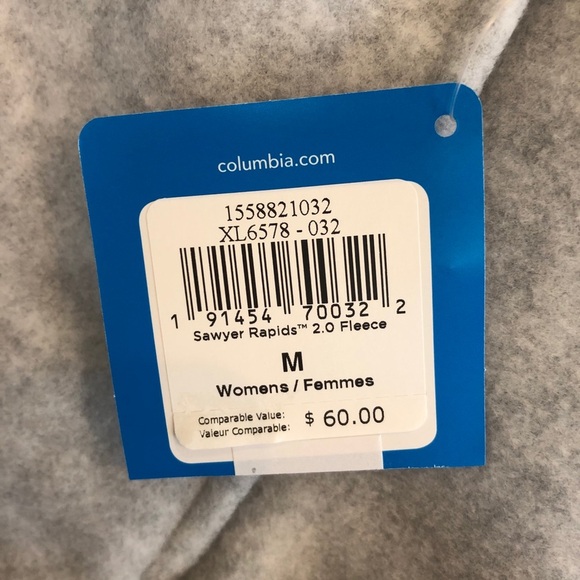 columbia.com
1558821032
XL6578 - 032
1 91454 70032 2
Sawyer Rapids™ 2.0 Fleece
M
Womens / Femmes
Comparable Value:
Valeur Comparable: $ 60.00